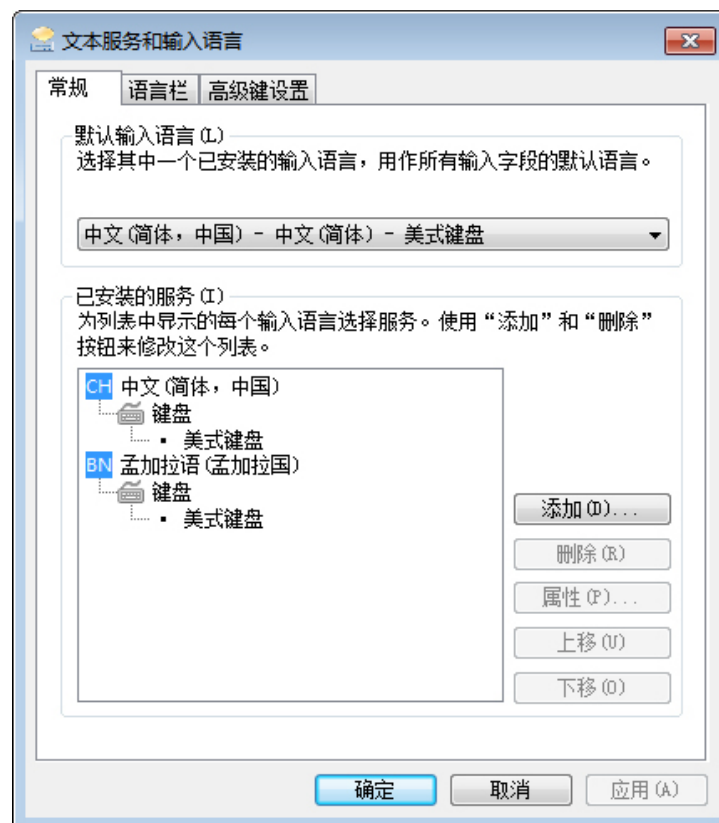 文本服务和输入语言
常规
语言栏
高级键设置
默认输入语言(L)
选择其中一个已安装的输入语言，用作所有输入字段的默认语言。
中文(简体，中国) - 中文(简体) - 美式键盘
已安装的服务(I)
为列表中显示的每个输入语言选择服务。使用“添加”和“删除”
按钮来修改这个列表。
CH 中文(简体，中国)
键盘
• 美式键盘
BN 孟加拉语(孟加拉国)
键盘
• 美式键盘
添加(D)...
删除(R)
属性(P)...
上移(U)
下移(O)
确定
取消
应用(A)